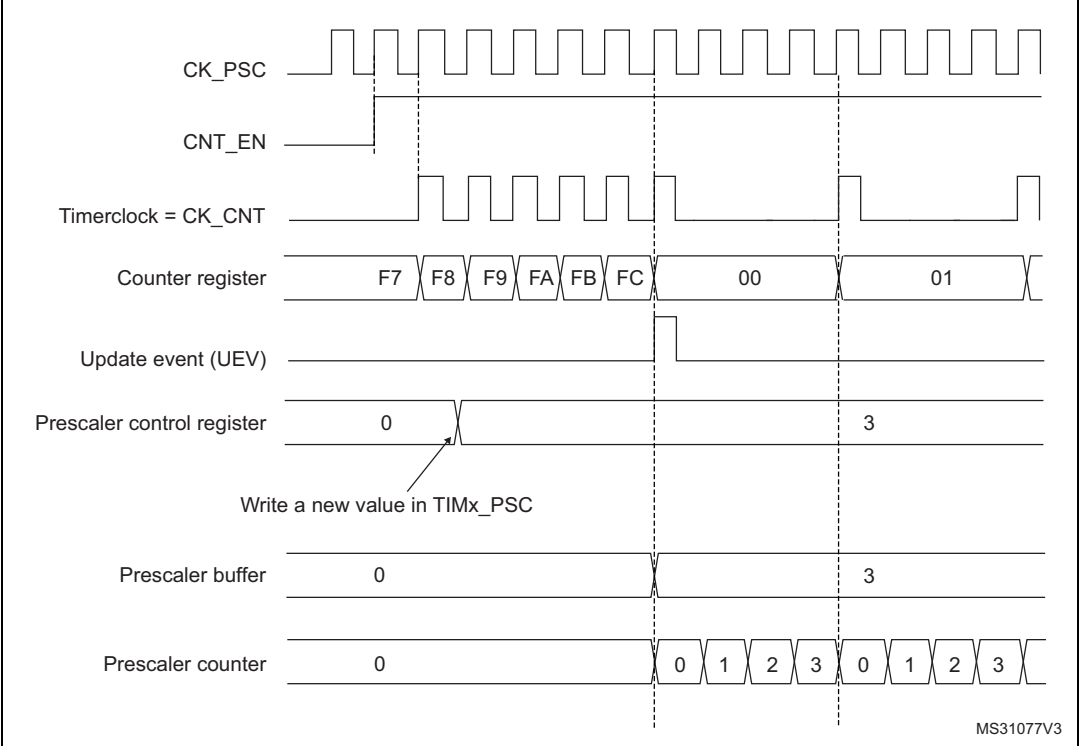 CK_PSC
CNT_EN
Timerclock = CK_CNT
Counter register F7 F8 F9 FA FB FC 00 01
Update event (UEV)
Prescaler control register 0 3
Write a new value in TIMx_PSC
Prescaler buffer 0 3
Prescaler counter 0 0 1 2 3 0 1 2 3
MS31077V3